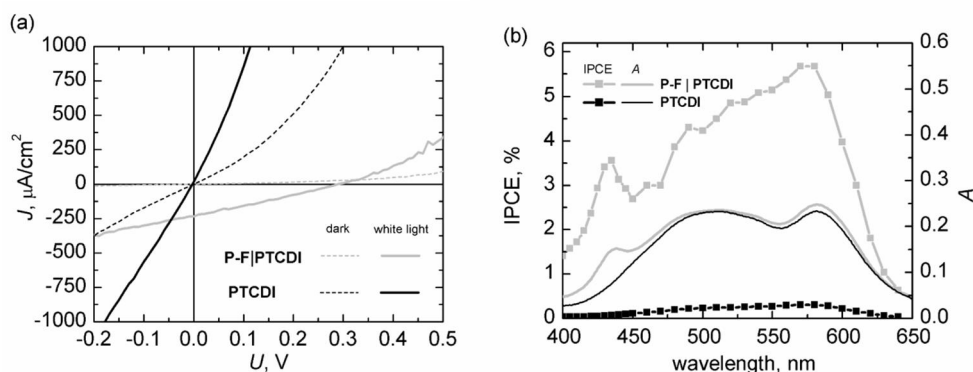 (a)
1000
750
500
250
0
-250
-500
-750
-1000
J, µA/cm²
-0.2 -0.1 0.0 0.1 0.2 0.3 0.4 0.5
U, V
dark white light
P-F|PTCDI
PTCDI
(b)
6
5
4
3
2
1
0
IPCE, %
0.6
0.5
0.4
0.3
0.2
0.1
0.0
A
IPCE A
P-F | PTCDI
PTCDI
400 450 500 550 600 650
wavelength, nm